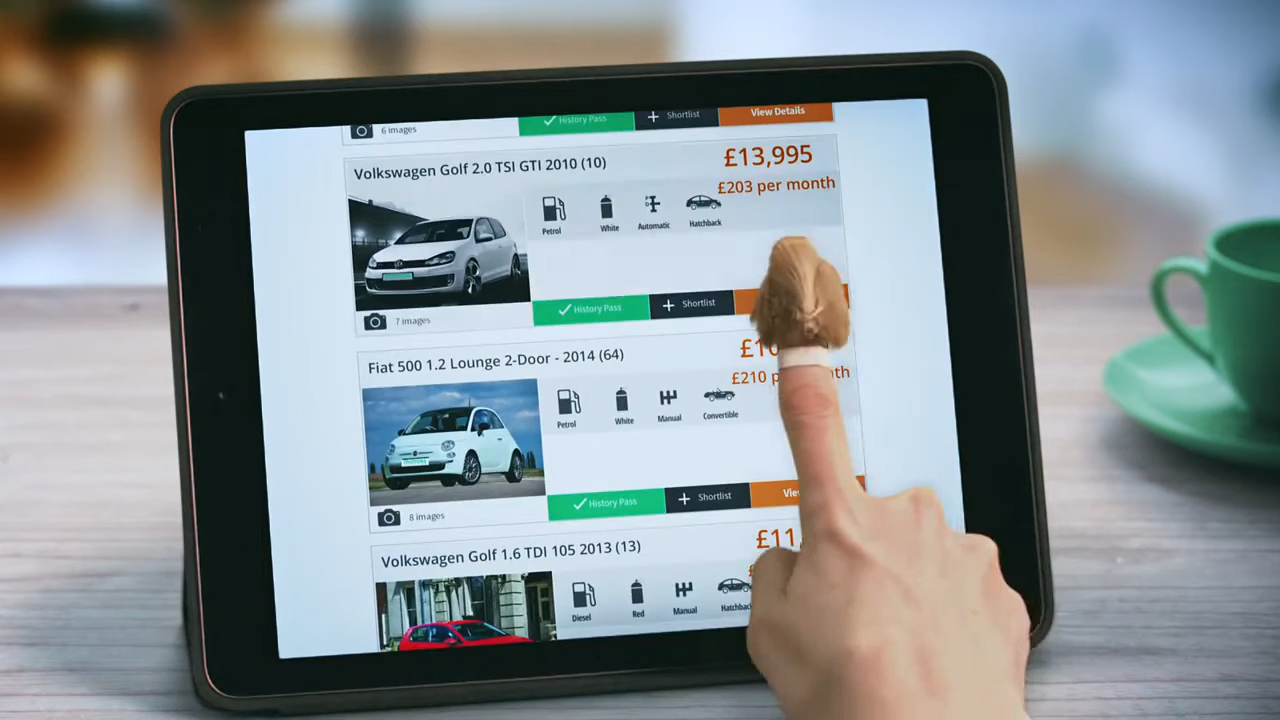 6 images
History Pass
Shortlist
View Details
Volkswagen Golf 2.0 TSI GTI 2010 (10)
£13,995
£203 per month
Petrol
White
Automatic
Hatchback
7 images
History Pass
Shortlist
Fiat 500 1.2 Lounge 2-Door - 2014 (64)
£210
Petrol
White
Manual
Convertible
8 images
History Pass
Shortlist
Volkswagen Golf 1.6 TDI 105 2013 (13)
Diesel
Red
Manual
Hatchback